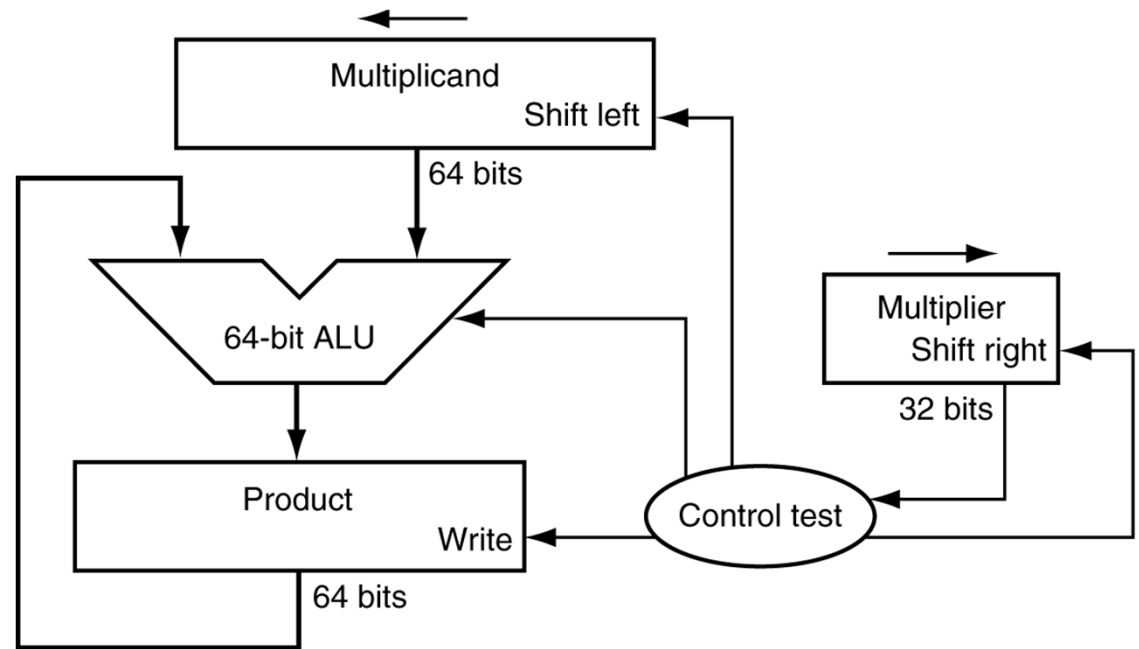 Multiplicand
Shift left
64 bits
64-bit ALU
Multiplier
Shift right
32 bits
Product
Write
64 bits
Control test